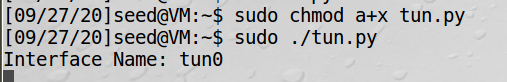 [09/27/20]seed@VM:~$ sudo chmod a+x tun.py
[09/27/20]seed@VM:~$ sudo ./tun.py
Interface Name: tun0